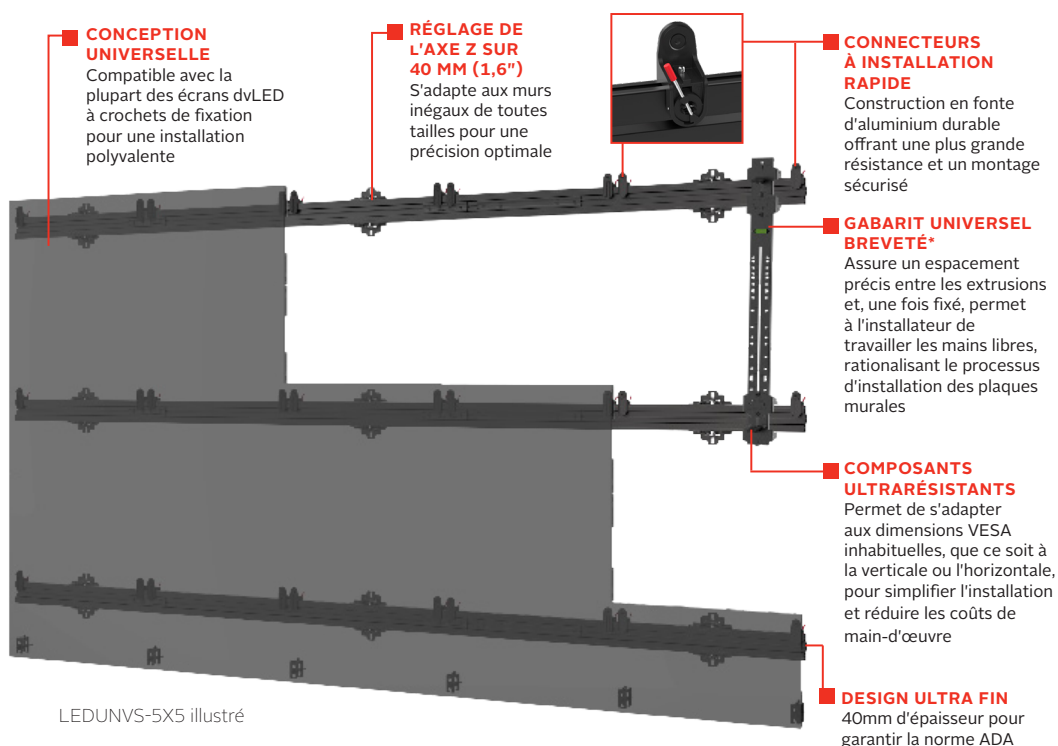 CONCEPTION
UNIVERSELLE
Compatible avec la
plupart des écrans dvLED
à crochets de fixation
pour une installation
polyvalente
RÉGLAGE DE
L'AXE Z SUR
40 MM (1,6")
S'adapte aux murs
inégaux de toutes
tailles pour une
précision optimale
CONNECTEURS
À INSTALLATION
RAPIDE
Construction en fonte
d'aluminium durable
offrant une plus grande
résistance et un montage
sécurisé
GABARIT UNIVERSEL
BREVETÉ*
Assure un espacement
précis entre les extrusions
et, une fois fixé, permet
à l'installateur de
travailler les mains libres,
rationalisant le processus
d'installation des plaques
murales
COMPOSANTS
ULTRARÉSISTANTS
Permet de s'adapter
aux dimensions VESA
inhabituelles, que ce soit à
la verticale ou l'horizontale,
pour simplifier l'installation
et réduire les coûts de
main-d'œuvre
DESIGN ULTRA FIN
40mm d'épaisseur pour
garantir la norme ADA
LEDUNVS-5X5 illustré